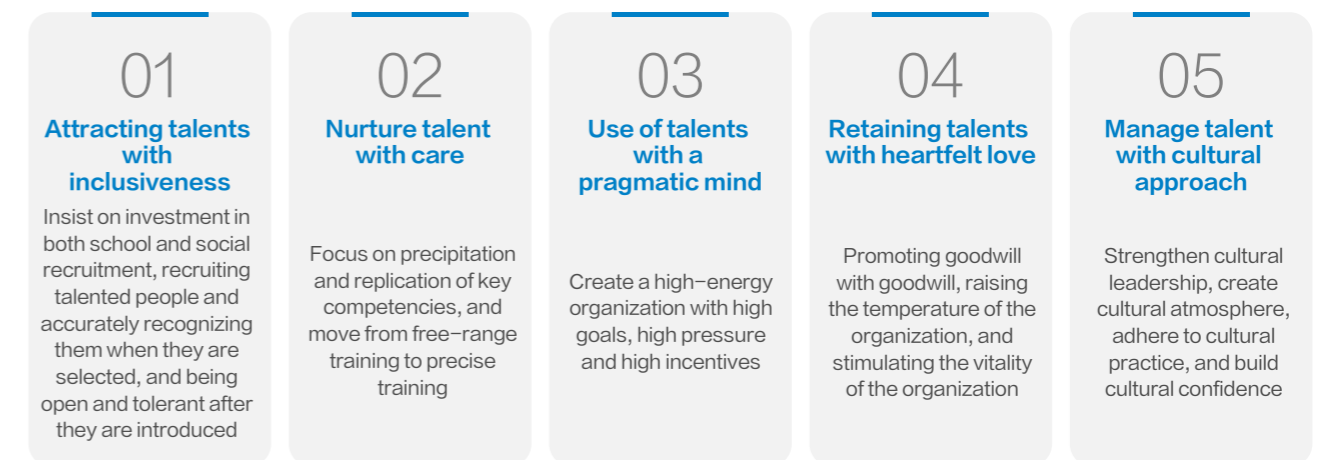 01
Attracting talents
with
inclusiveness
Insist on investment in
both school and social
recruitment, recruiting
talented people and
accurately recognizing
them when they are
selected, and being
open and tolerant after
they are introduced
02
Nurture talent
with care
Focus on precipitation
and replication of key
competencies, and
move from free-range
training to precise
training
03
Use of talents
with a
pragmatic mind
Create a high-energy
organization with high
goals, high pressure
and high incentives
04
Retaining talents
with heartfelt love
Promoting goodwill
with goodwill, raising
the temperature of the
organization, and
stimulating the vitality
of the organization
05
Manage talent
with cultural
approach
Strengthen cultural
leadership, create
cultural atmosphere,
adhere to cultural
practice, and build
cultural confidence